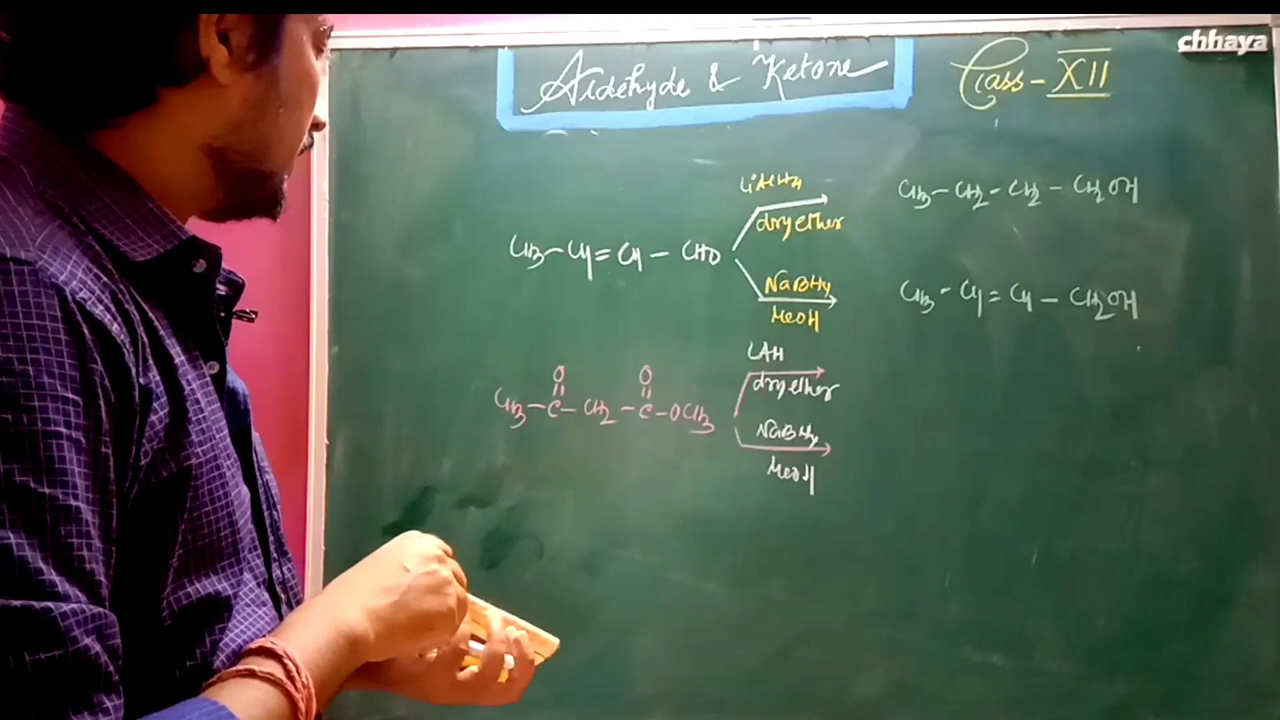 chhaya
Aldehyde & Ketone
Class - XII
LiAlH4
dry ether
CH3-CH2-CH2-CH2OH
CH3-CH=CH-CHO
NaBH4
MeOH
CH3-CH=CH-CH2OH
LAH
dry ether
O O
CH3-C-CH2-C-OCH3
NaBH4
MeOH